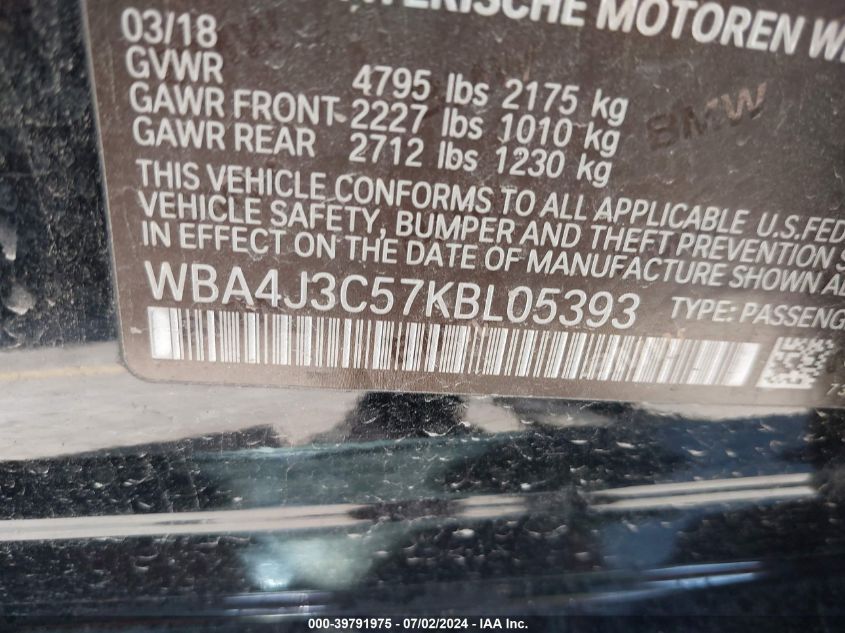 ERISCHE MOTOREN
03/18
GVWR 4795 lbs 2175 kg
GAWR FRONT 2227 lbs 1010 kg
GAWR REAR 2712 lbs 1230 kg
BMW
THIS VEHICLE CONFORMS TO ALL APPLICABLE U.S.FED
VEHICLE SAFETY, BUMPER AND THEFT PREVENTION S
IN EFFECT ON THE DATE OF MANUFACTURE SHOWN A
WBA4J3C57KBL05393 TYPE: PASSENG
000-39791975 - 07/02/2024 - IAA Inc.